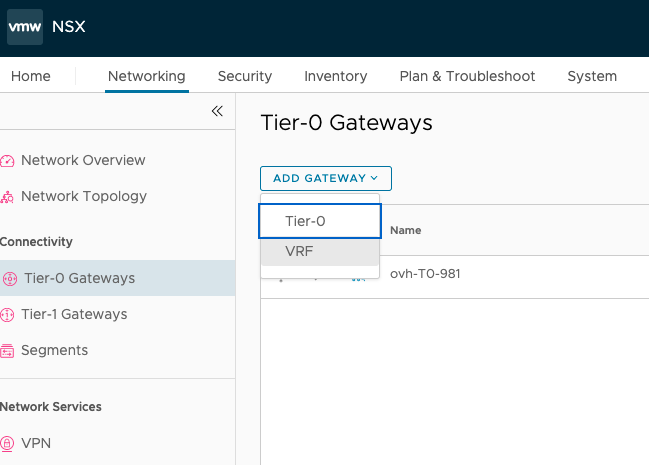 vmw NSX
Home Networking Security Inventory Plan & Troubleshoot System
Network Overview
Network Topology
Connectivity
Tier-0 Gateways
Tier-1 Gateways
Segments
Network Services
VPN
Tier-0 Gateways
ADD GATEWAY
Tier-0
VRF
Name
ovh-T0-981